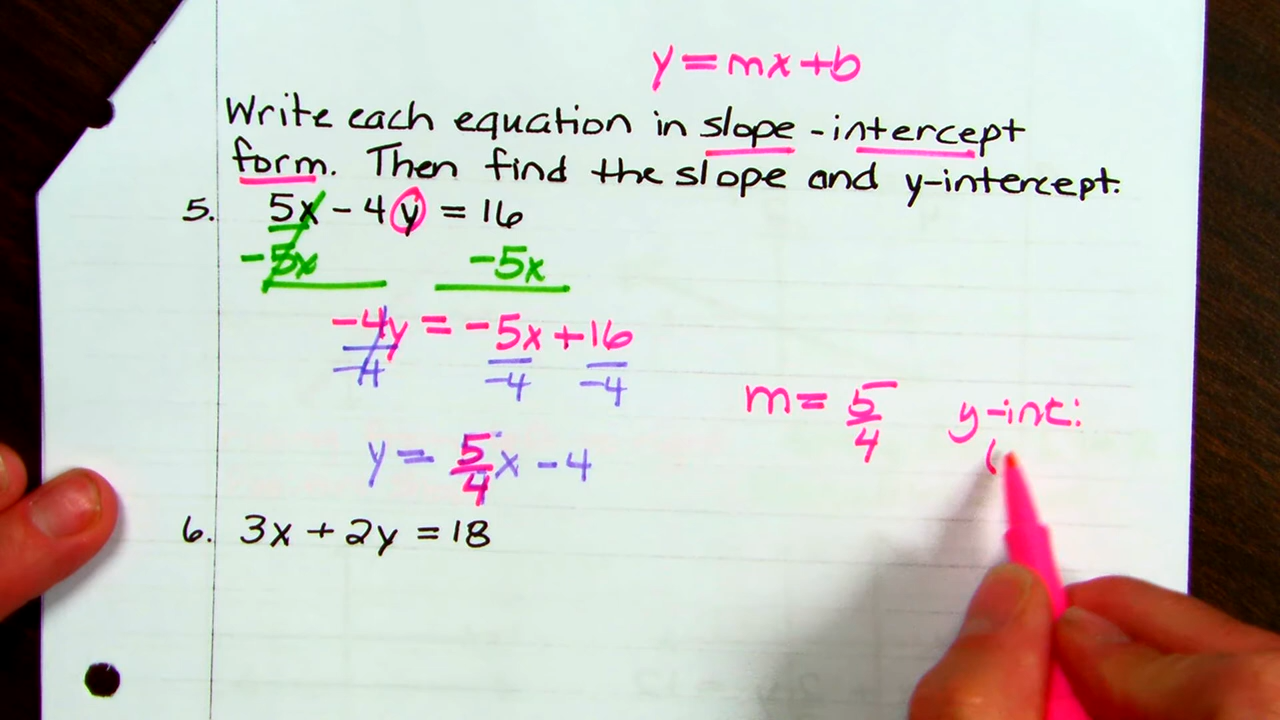 y = mx + b
Write each equation in slope-intercept
form. Then find the slope and y-intercept.
5. 5x - 4y = 16
-5x -5x
-4y = -5x + 16
-4 -4 -4
m = 5/4 y-int:
(
y = 5/4 x - 4
6. 3x + 2y = 18